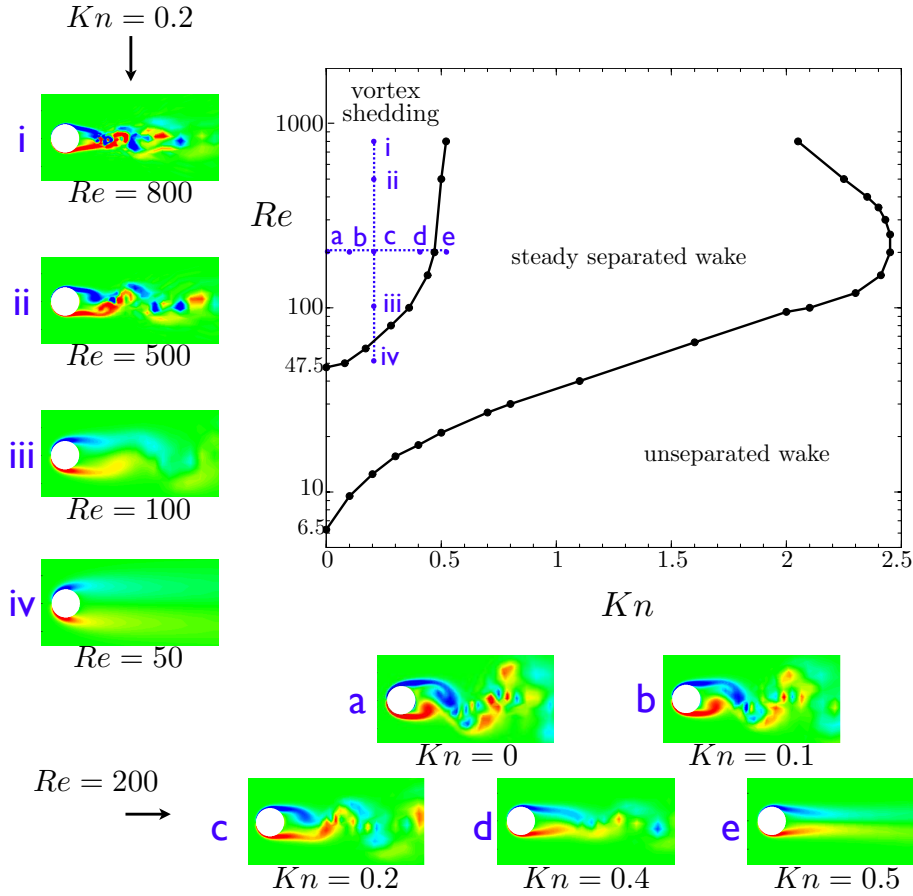 Kn = 0.2
i
Re = 800
ii
Re = 500
iii
Re = 100
iv
Re = 50
vortex
shedding
1000
Re
100
47.5
10
6.5
i
ii
a b c d e
iii
iv
steady separated wake
unseparated wake
0 0.5 1 1.5 2 2.5
Kn
a
Kn = 0
b
Kn = 0.1
Re = 200
c
Kn = 0.2
d
Kn = 0.4
e
Kn = 0.5